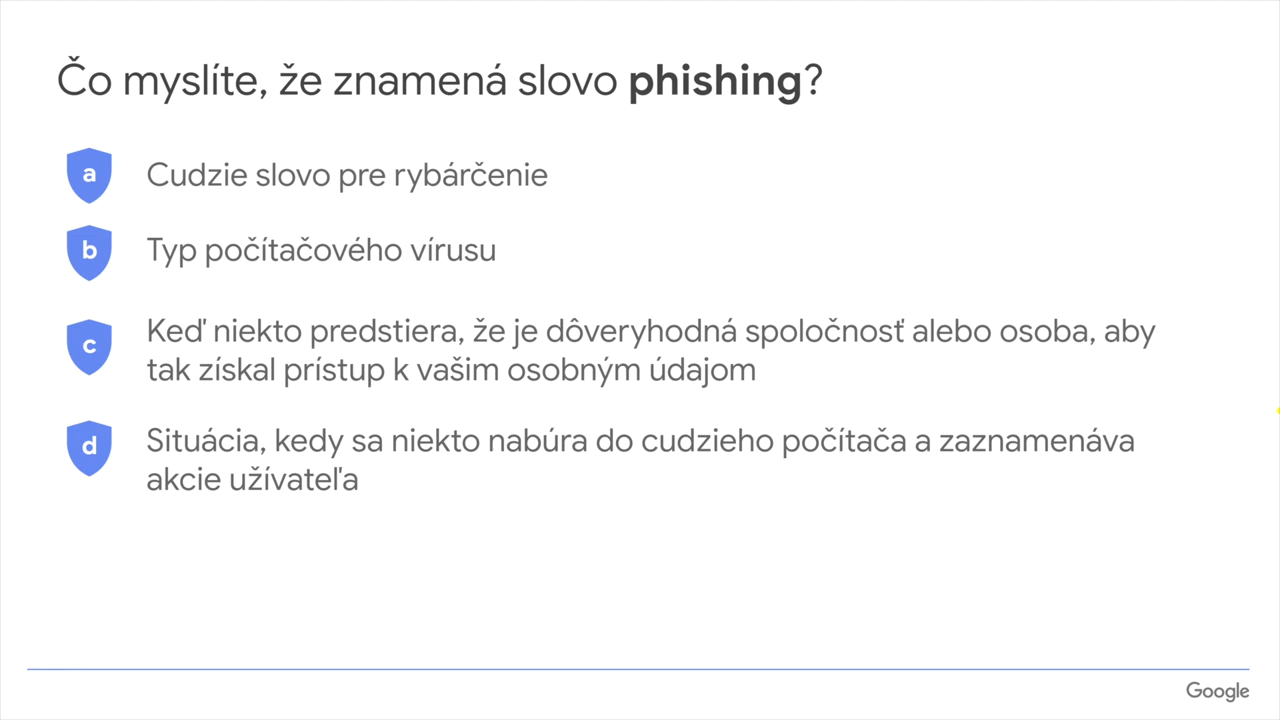 Čo myslíte, že znamená slovo phishing?
a Cudzie slovo pre rybárčenie
b Typ počítačového vírusu
c Keď niekto predstiera, že je dôveryhodná spoločnosť alebo osoba, aby
tak získal prístup k vašim osobným údajom
d Situácia, kedy sa niekto nabúra do cudzieho počítača a zaznamenáva
akcie užívateľa
Google